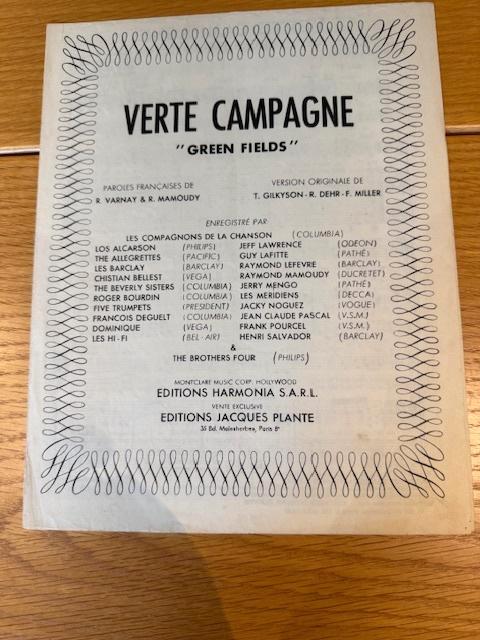 VERTE CAMPAGNE
"GREEN FIELDS"
PAROLES FRANÇAISES DE
R. VARNAY & R. MAMOUDY
VERSION ORIGINALE DE
T. GILKYSON - R. DEHR - F. MILLER
ENREGISTRÉ PAR
LES COMPAGNONS DE LA CHANSON (COLUMBIA)
LOS ALCARSON (PHILIPS) JEFF LAWRENCE (ODEON)
THE ALLEGRETTES (PACIFIC) GUY LAFITTE (PATHÉ)
LES BARCLAY (BARCLAY) RAYMOND LEFEVRE (BARCLAY)
CHISTIAN BELLEST (VEGA) RAYMOND MAMOUDY (DUCRETET)
THE BEVERLY SISTERS (COLUMBIA) JERRY MENGO (PATHÉ)
ROGER BOURDIN (COLUMBIA) LES MERIDIENS (DECCA)
FIVE TRUMPETS (PRESIDENT) JACKY NOGUEZ (VOGUE)
FRANCOIS DEGUELT (COLUMBIA) JEAN CLAUDE PASCAL (V.S.M.)
DOMINIQUE (VEGA) FRANK POURCEL (V.S.M.)
LES HI-FI (BEL-AIR) HENRI SALVADOR (BARCLAY)
&
THE BROTHERS FOUR (PHILIPS)
MONTCLARE MUSIC CORP. HOLLYWOOD
EDITIONS HARMONIA S.A.R.L.
VENTE EXCLUSIVE
EDITIONS JACQUES PLANTE
35 Bd. Malesherbes, Paris 8e